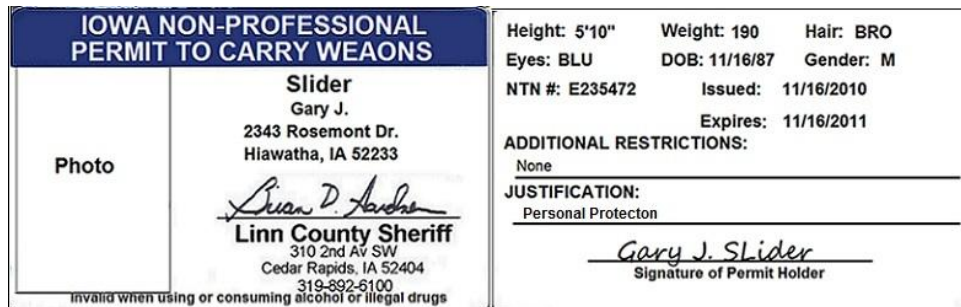 IOWA NON-PROFESSIONAL
PERMIT TO CARRY WEAONS
Slider
Gary J.
2343 Rosemont Dr.
Hiawatha, IA 52233
Photo
Linn County Sheriff
310 2nd Av SW
Cedar Rapids, IA 52404
319-892-6100
Invalid when using or consuming alcohol or illegal drugs
Height: 5'10" Weight: 190 Hair: BRO
Eyes: BLU DOB: 11/16/87 Gender: M
NTN #: E235472 Issued: 11/16/2010
Expires: 11/16/2011
ADDITIONAL RESTRICTIONS:
None
JUSTIFICATION:
Personal Protecton
Gary J. SLider
Signature of Permit Holder